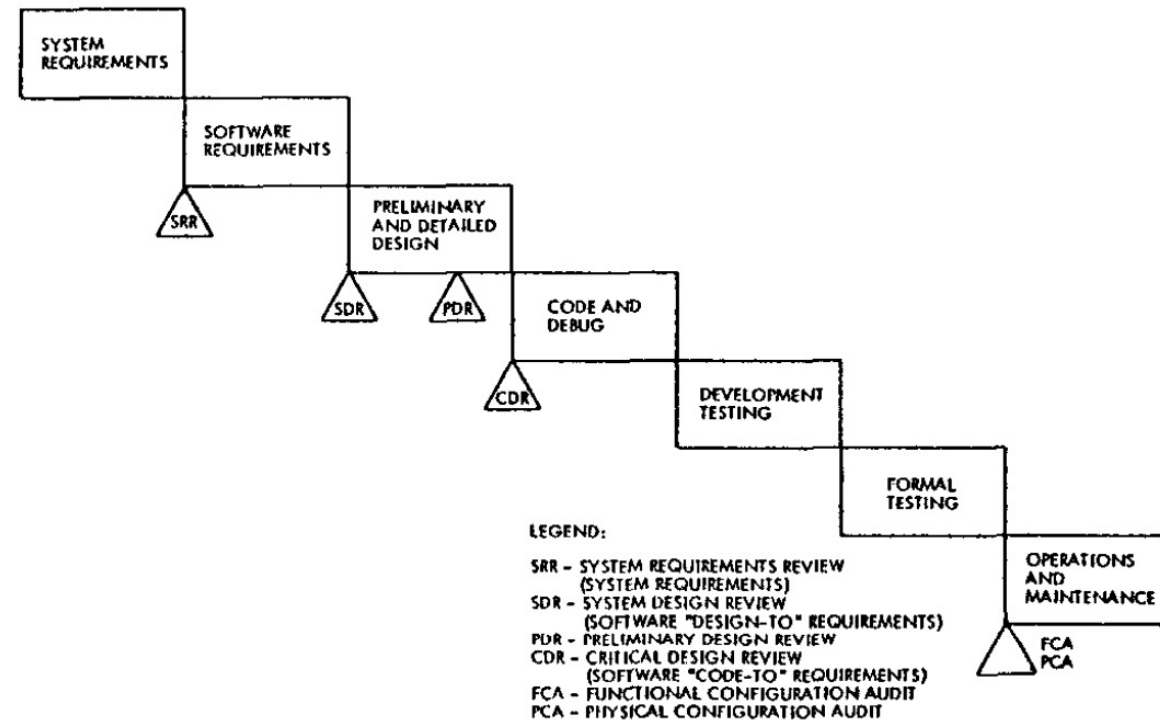 SYSTEM
REQUIREMENTS
SOFTWARE
REQUIREMENTS
SRR
PRELIMINARY
AND DETAILED
DESIGN
SDR
PDR
CODE AND
DEBUG
CDR
DEVELOPMENT
TESTING
FORMAL
TESTING
OPERATIONS
AND
MAINTENANCE
FCA
PCA
LEGEND:
SRR - SYSTEM REQUIREMENTS REVIEW
(SYSTEM REQUIREMENTS)
SDR - SYSTEM DESIGN REVIEW
(SOFTWARE "DESIGN-TO" REQUIREMENTS)
PDR - PRELIMINARY DESIGN REVIEW
CDR - CRITICAL DESIGN REVIEW
(SOFTWARE "CODE-TO" REQUIREMENTS)
FCA - FUNCTIONAL CONFIGURATION AUDIT
PCA - PHYSICAL CONFIGURATION AUDIT